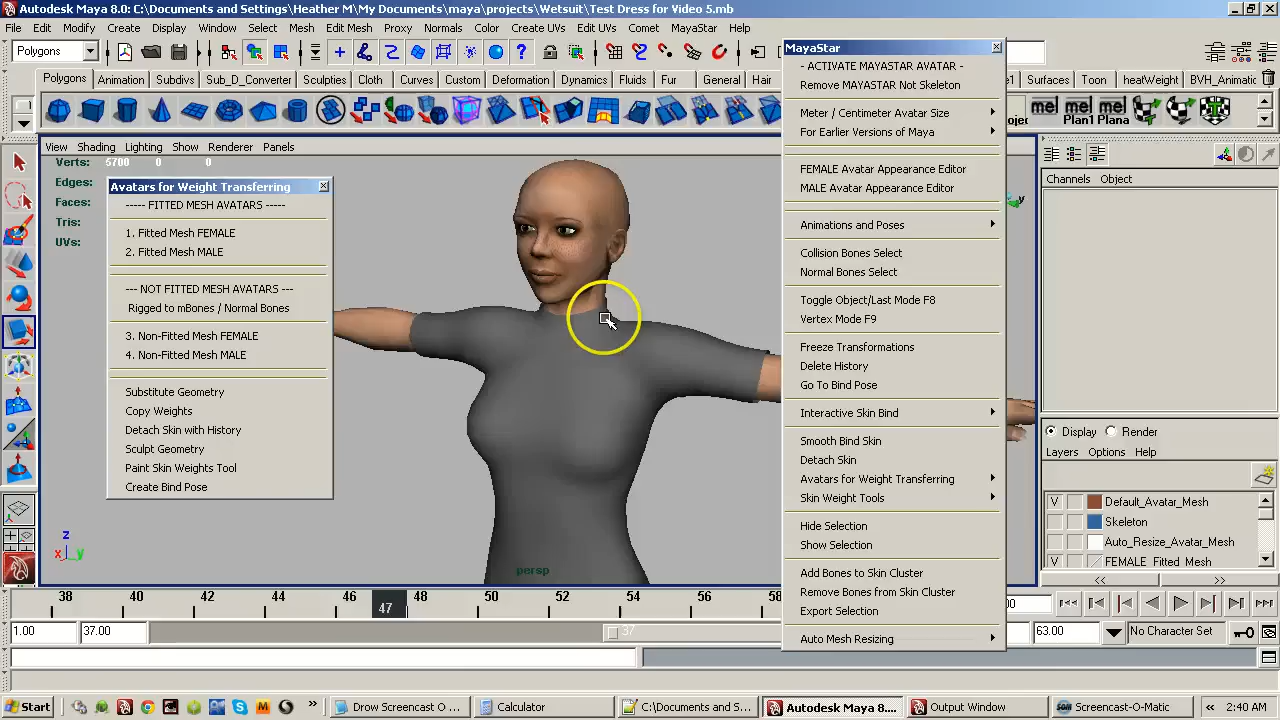 Autodesk Maya 8.0: C:\Documents and Settings\Heather M\My Documents\maya\projects\Wetsuit\Test Dress for Video 5.mb
File Edit Modify Create Display Window Select Mesh Edit Mesh Proxy Normals Color Create UVs Edit UVs Comet MayaStar Help
Polygons
Polygons Animation Subdivs Sub_D_Converter Sculpties Cloth Curves Custom Deformation Dynamics Fluids Fur General Hair
Surfaces Toon heatWeight BVH_Animatic
mel mel mel
Plan1 Plana
View Shading Lighting Show Renderer Panels
Verts: 5700 0 0
Edges:
Faces:
Tris:
UVs:
Avatars for Weight Transferring
----- FITTED MESH AVATARS -----
1. Fitted Mesh FEMALE
2. Fitted Mesh MALE
--- NOT FITTED MESH AVATARS ---
Rigged to mBones / Normal Bones
3. Non-Fitted Mesh FEMALE
4. Non-Fitted Mesh MALE
Substitute Geometry
Copy Weights
Detach Skin with History
Sculpt Geometry
Paint Skin Weights Tool
Create Bind Pose
MayaStar
- ACTIVATE MAYASTAR AVATAR -
Remove MAYASTAR Not Skeleton
Meter / Centimeter Avatar Size
For Earlier Versions of Maya
FEMALE Avatar Appearance Editor
MALE Avatar Appearance Editor
Animations and Poses
Collision Bones Select
Normal Bones Select
Toggle Object/Last Mode F8
Vertex Mode F9
Freeze Transformations
Delete History
Go To Bind Pose
Interactive Skin Bind
Smooth Bind Skin
Detach Skin
Avatars for Weight Transferring
Skin Weight Tools
Hide Selection
Show Selection
Add Bones to Skin Cluster
Remove Bones from Skin Cluster
Export Selection
Auto Mesh Resizing
Channels Object
Display Render
Layers Options Help
V Default_Avatar_Mesh
Skeleton
Auto_Resize_Avatar_Mesh
V FEMALE_Fitted_Mesh
y
z
x y
persp
38 40 42 44 46 47 48 50 52 54 56 58
1.00 37.00 37 63.00 No Character Set
Start Drow Screencast O ... Calculator C:\Documents and S... Autodesk Maya 8.... Output Window Screencast-O-Matic 2:40 AM